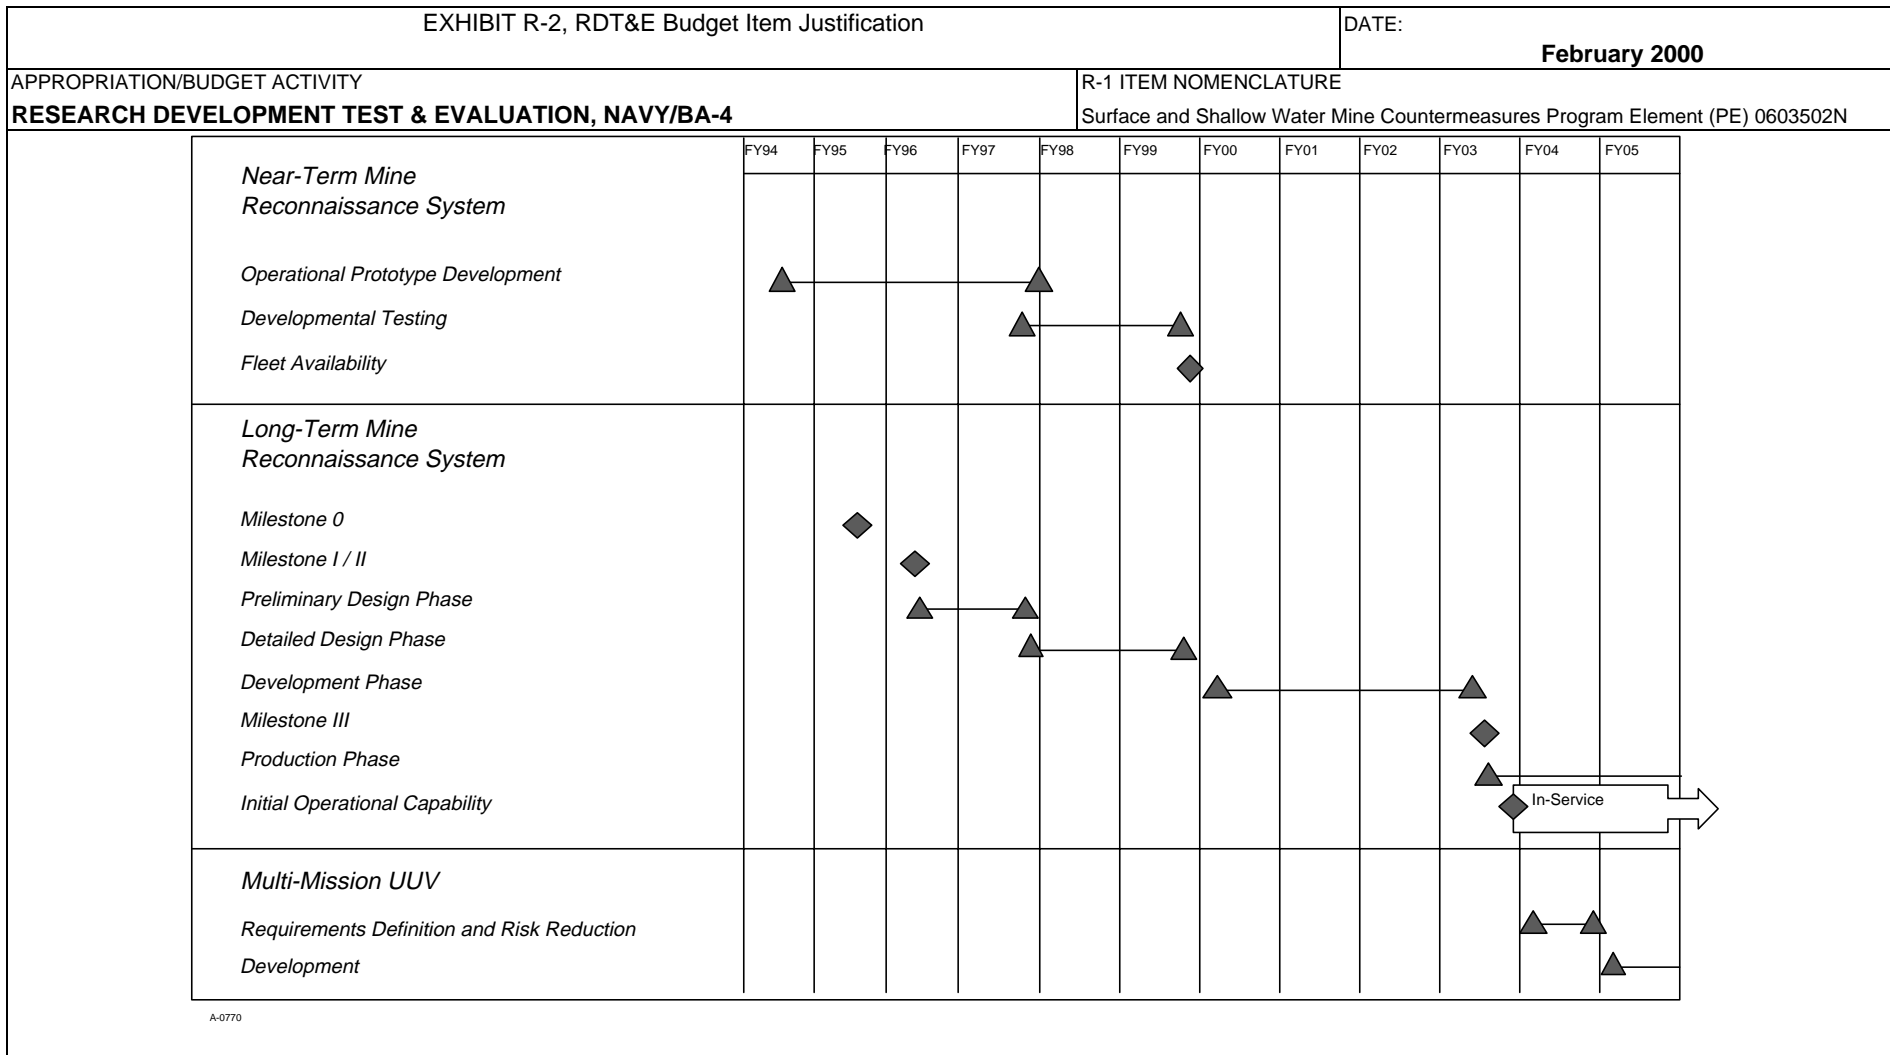 EXHIBIT R-2, RDT&E Budget Item Justification
DATE:
February 2000
APPROPRIATION/BUDGET ACTIVITY
R-1 ITEM NOMENCLATURE
RESEARCH DEVELOPMENT TEST & EVALUATION, NAVY/BA-4
Surface and Shallow Water Mine Countermeasures Program Element (PE) 0603502N
FY94 FY95 FY96 FY97 FY98 FY99 FY00 FY01 FY02 FY03 FY04 FY05
Near-Term Mine
Reconnaissance System
Operational Prototype Development
Developmental Testing
Fleet Availability
Long-Term Mine
Reconnaissance System
Milestone 0
Milestone I / II
Preliminary Design Phase
Detailed Design Phase
Development Phase
Milestone III
Production Phase
Initial Operational Capability
In-Service
Multi-Mission UUV
Requirements Definition and Risk Reduction
Development
A-0770